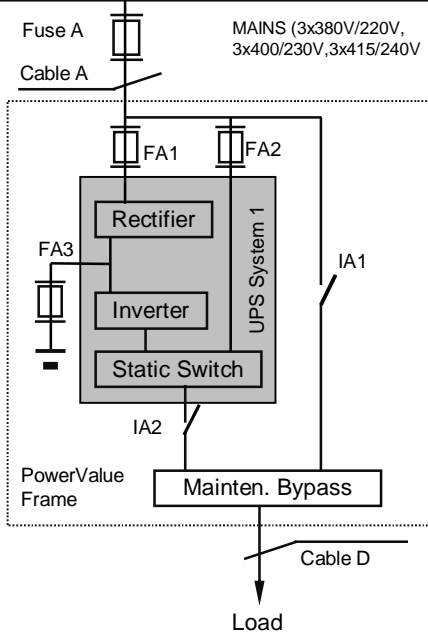 Fuse A
MAINS (3x380V/220V,
3x400/230V,3x415/240V
Cable A
FA1
FA2
Rectifier
FA3
UPS System 1
IA1
Inverter
Static Switch
IA2
PowerValue
Frame
Mainten. Bypass
Cable D
Load